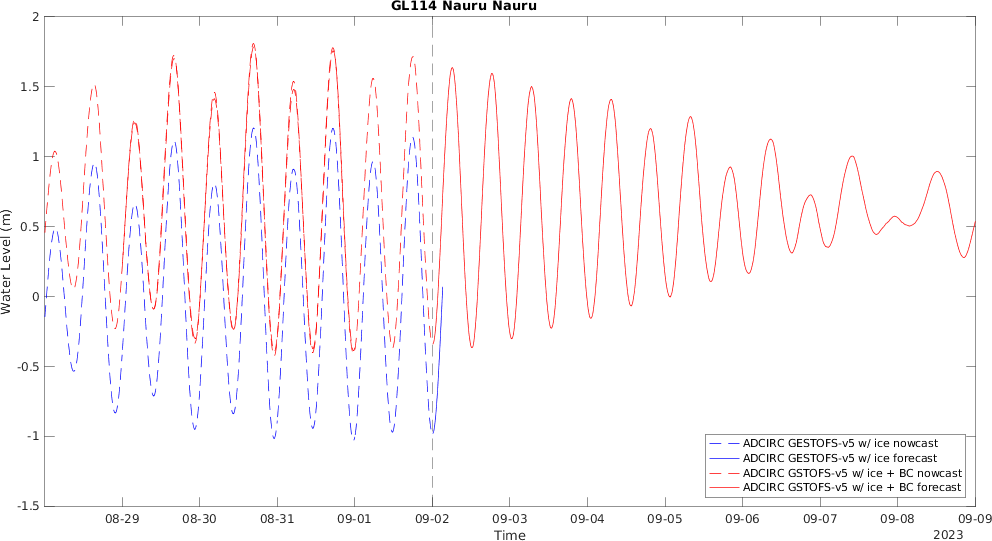 GL114 Nauru Nauru
2
1.5
1
0.5
0
-0.5
-1
-1.5
Water Level (m)
ADCIRC GESTOFS-v5 w/ ice nowcast
ADCIRC GESTOFS-v5 w/ ice forecast
ADCIRC GSTOFS-v5 w/ ice + BC nowcast
ADCIRC GSTOFS-v5 w/ ice + BC forecast
08-29 08-30 08-31 09-01 09-02 09-03 09-04 09-05 09-06 09-07 09-08 09-09
Time
2023